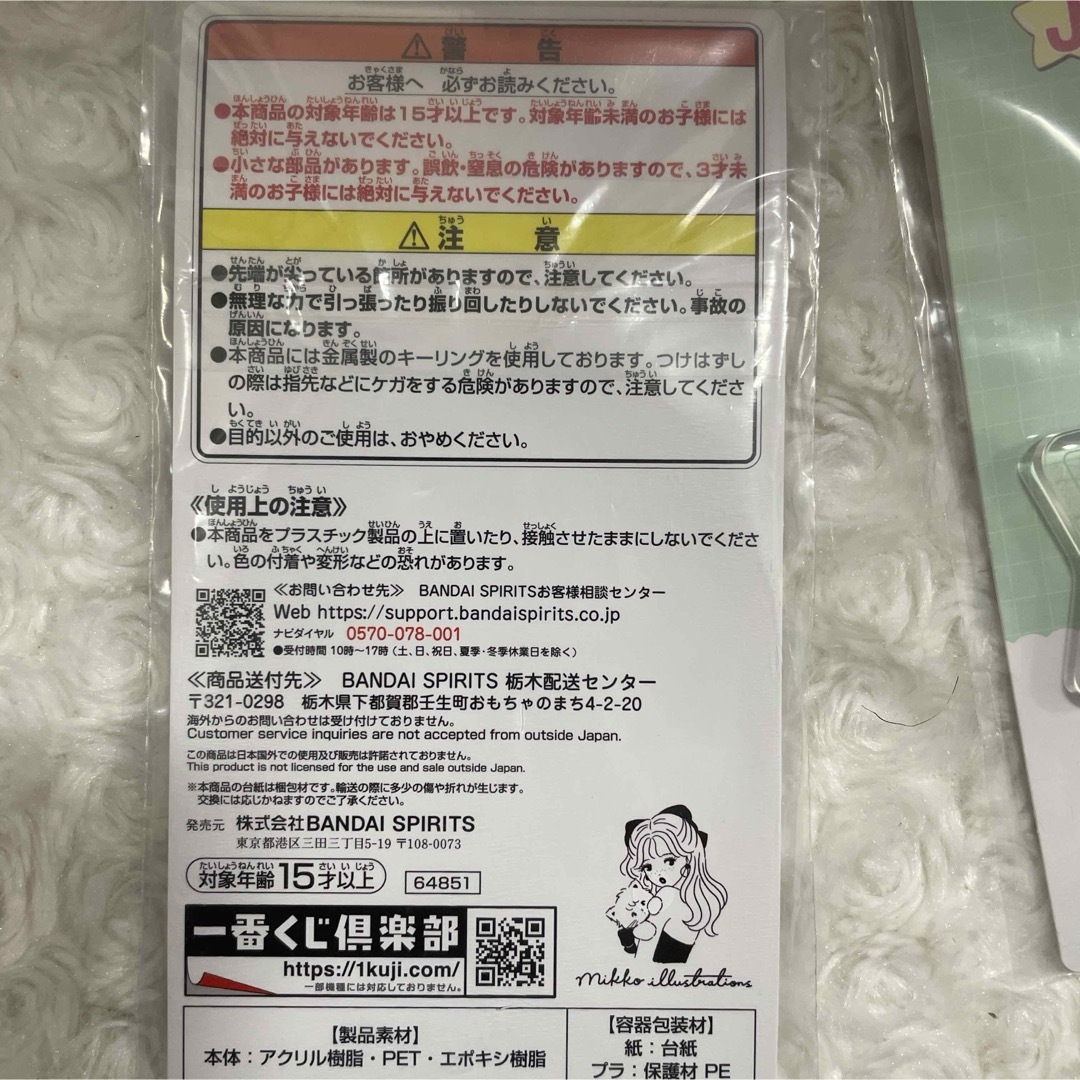 ⚠警告
お客様へ 必ずお読みください。
●本商品の対象年齢は15才以上です。対象年齢未満のお子様には
絶対に与えないでください。
●小さな部品があります。誤飲・窒息の危険がありますので、3才未
満のお子様には絶対に与えないでください。
⚠注意
●先端が尖っている箇所がありますので、注意してください。
●無理な力で引っ張ったり振り回したりしないでください。事故の
原因になります。
●本商品には金属製のキーリングを使用しております。つけはずし
の際は指先などにケガをする危険がありますので、注意してくださ
い。
●目的以外のご使用は、おやめください。
《使用上の注意》
●本商品をプラスチック製品の上に置いたり、接触させたままにしないでくださ
い。色の付着や変形などの恐れがあります。
≪お問い合わせ先≫ BANDAI SPIRITSお客様相談センター
Web https://support.bandaispirits.co.jp
ナビダイヤル 0570-078-001
●受付時間 10時～17時(土、日、祝日、夏季・冬季休業日を除く)
≪商品送付先≫ BANDAI SPIRITS 栃木配送センター
〒321-0298 栃木県下都賀郡壬生町おもちゃのまち4-2-20
海外からのお問い合わせは受け付けておりません。
Customer service inquiries are not accepted from outside Japan.
この商品は日本国外での使用及び販売は許諾されておりません。
This product is not licensed for the use and sale outside Japan.
※本商品の台紙は梱包材です。輸送の際に多少の傷や折れが生じます。
交換には応じかねますのでご了承ください。
発売元 株式会社BANDAI SPIRITS
東京都港区三田三丁目5-19 〒108-0073
対象年齢15才以上 64851
一番くじ倶楽部
https://1kuji.com/
一部機種には対応しておりません。
Mikko illustrations
【製品素材】
本体：アクリル樹脂・PET・エポキシ樹脂
【容器包装材】
紙：台紙
プラ：保護材 PE
J